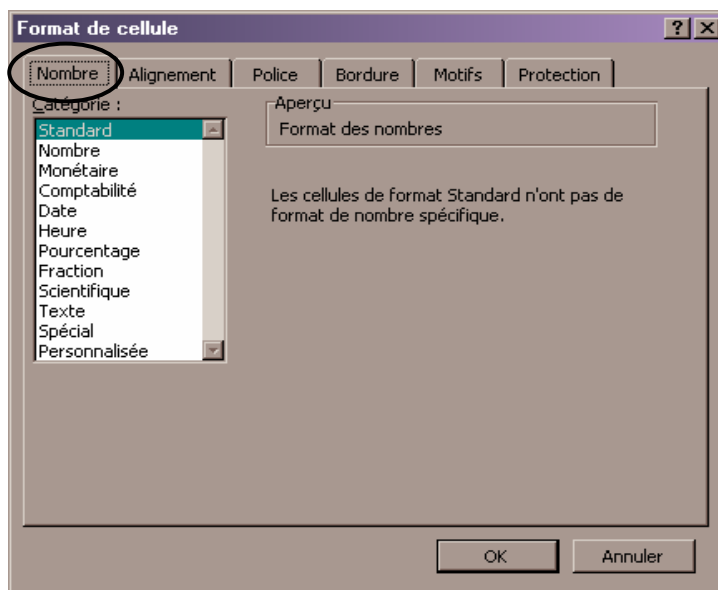 Format de cellule
Nombre Alignement Police Bordure Motifs Protection
Catégorie :
Standard
Nombre
Monétaire
Comptabilité
Date
Heure
Pourcentage
Fraction
Scientifique
Texte
Spécial
Personnalisée
Aperçu
Format des nombres
Les cellules de format Standard n'ont pas de
format de nombre spécifique.
OK Annuler